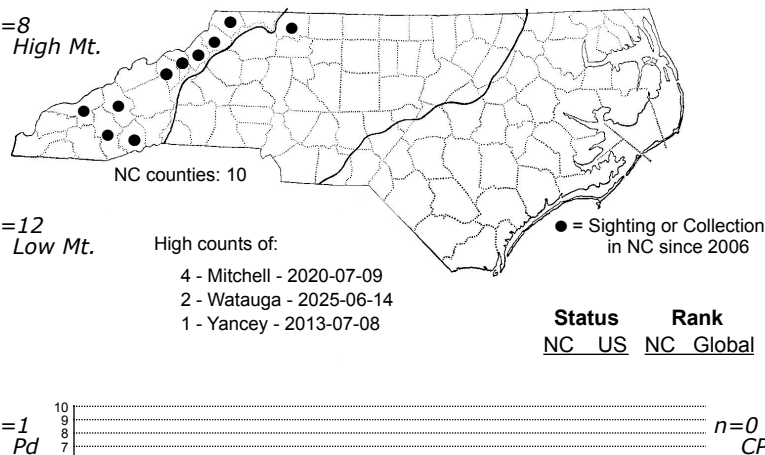 =8
High Mt.
NC counties: 10
=12
Low Mt.
High counts of:
4 - Mitchell - 2020-07-09
2 - Watauga - 2025-06-14
1 - Yancey - 2013-07-08
● = Sighting or Collection
in NC since 2006
Status Rank
NC US NC Global
=1
Pd
10
9
8
7
n=0
CP